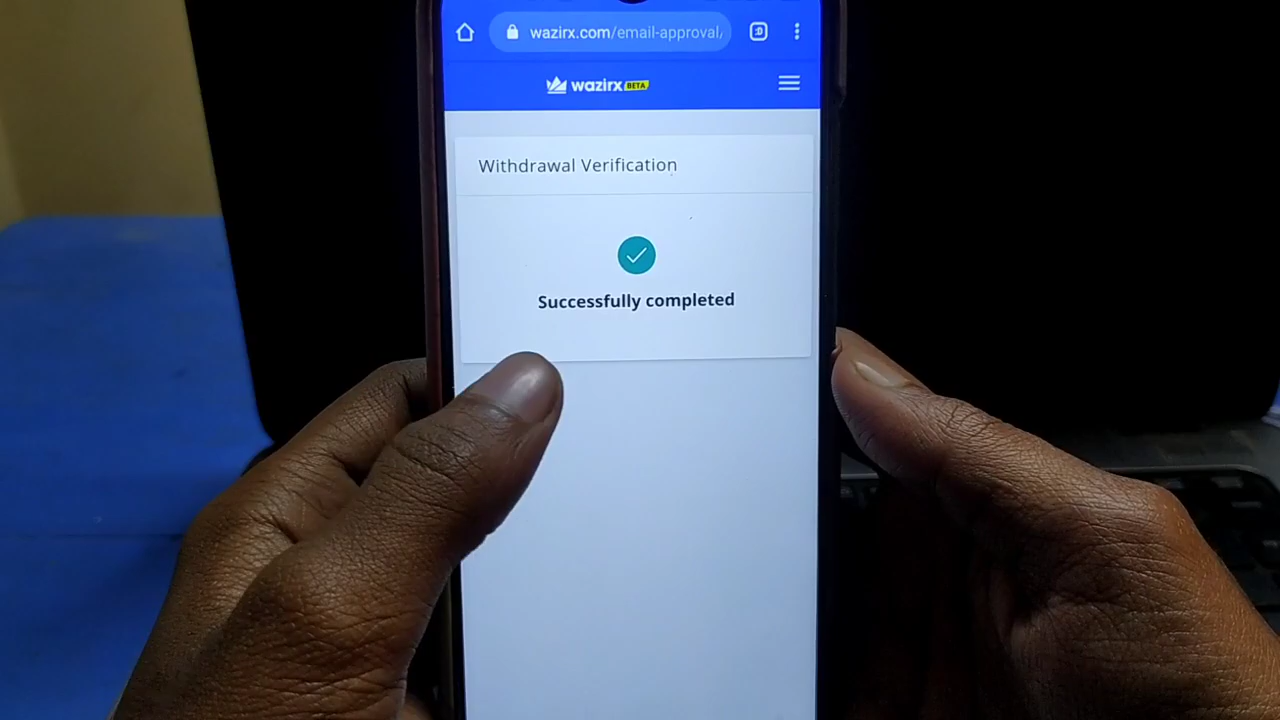 wazirx.com/email-approval/
wazirx BETA
Withdrawal Verification
Successfully completed